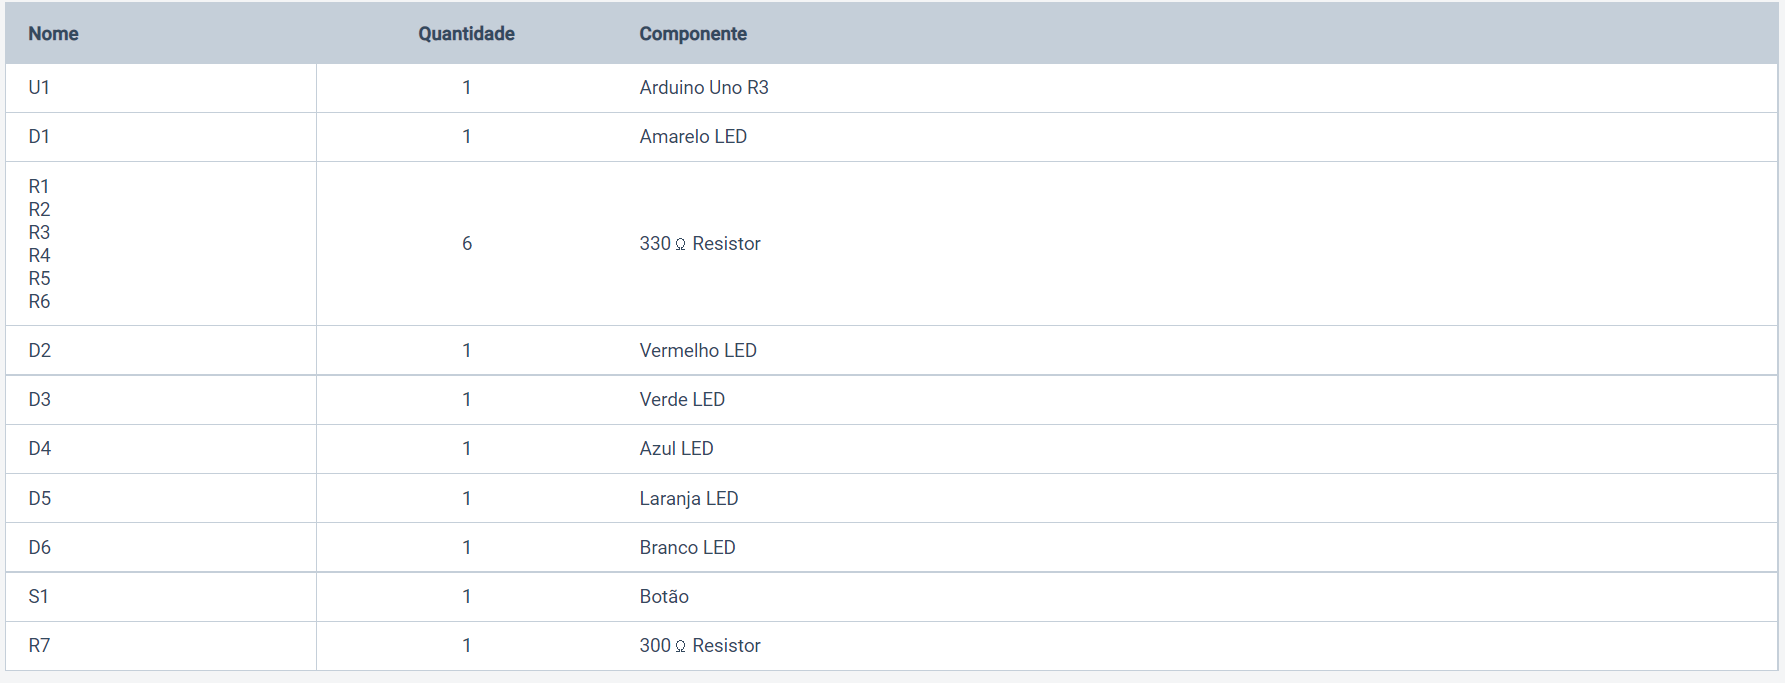 Nome Quantidade Componente
U1 1 Arduino Uno R3
D1 1 Amarelo LED
R1
R2
R3
R4
R5
R6
6 330 Ω Resistor
D2 1 Vermelho LED
D3 1 Verde LED
D4 1 Azul LED
D5 1 Laranja LED
D6 1 Branco LED
S1 1 Botão
R7 1 300 Ω Resistor